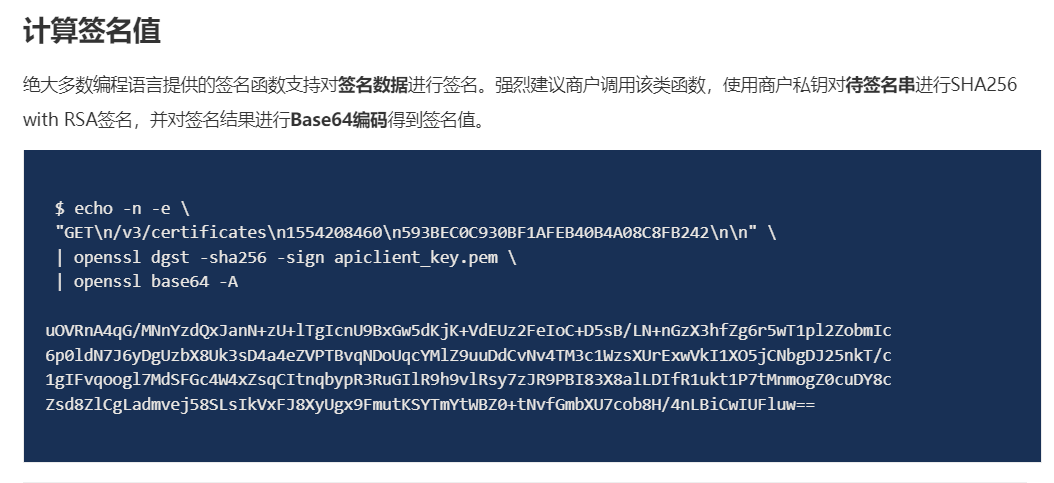 计算签名值
绝大多数编程语言提供的签名函数支持对签名数据进行签名。强烈建议商户调用该类函数，使用商户私钥对待签名串进行SHA256
with RSA签名，并对签名结果进行Base64编码得到签名值。
$ echo -n -e \
"GET\n/v3/certificates\n1554208460\n593BEC0C930BF1AFEB40B4A08C8FB242\n\n" \
| openssl dgst -sha256 -sign apiclient_key.pem \
| openssl base64 -A
uOVRnA4qG/MNnYzdQxJanN+zU+lTgIcnU9BxGw5dKjK+VdEUz2FeIoC+D5sB/LN+nGzX3hfZg6r5wT1pl2ZobmIc
6p0ldN7J6yDgUzbX8Uk3sD4a4eZVPTBvqNDoUqcYMlZ9uuDdCvNv4TM3c1WzsXUrExwVkI1XO5jCNbgDJ25nkT/c
1gIFvqoogl7MdSFGc4W4xZsqCItnqbypR3RuGIlR9h9vlRsy7zJR9PBI83X8alLDIfR1ukt1P7tMnmogZ0cuDY8c
Zsd8ZlCgLadmvej58SLsIkVxFJ8XyUgx9FmutKSYTmYtWBZ0+tNvfGmbXU7cob8H/4nLBiCwIUFluw==